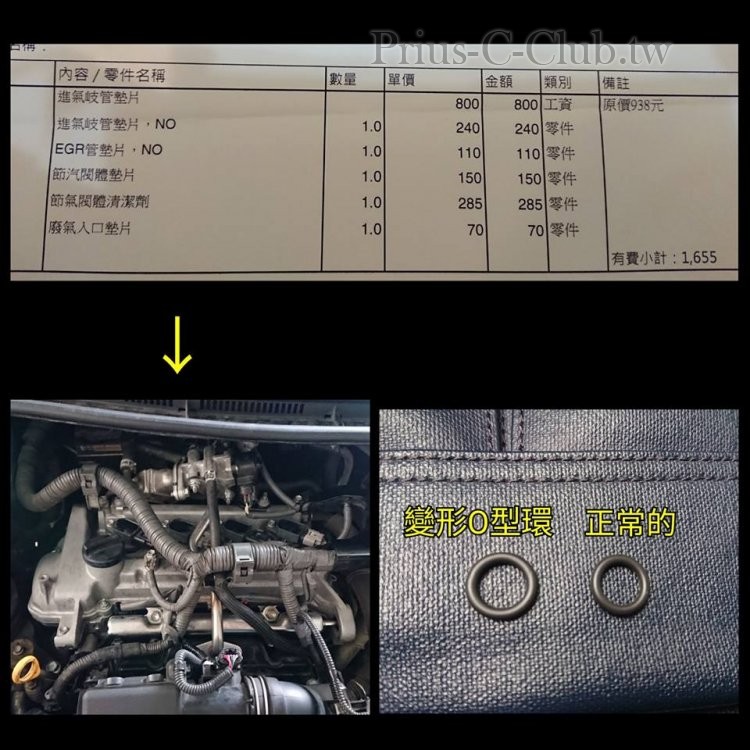 Prius-C-Club.tw
名稱：
內容／零件名稱 數量 單價 金額 類別 備註
進氣岐管墊片 800 800 工資 原價938元
進氣岐管墊片，NO 1.0 240 240 零件
EGR管墊片，NO 1.0 110 110 零件
節汽閥體墊片 1.0 150 150 零件
節氣閥體清潔劑 1.0 285 285 零件
廢氣入口墊片 1.0 70 70 零件
有費小計：1,655
變形O型環 正常的